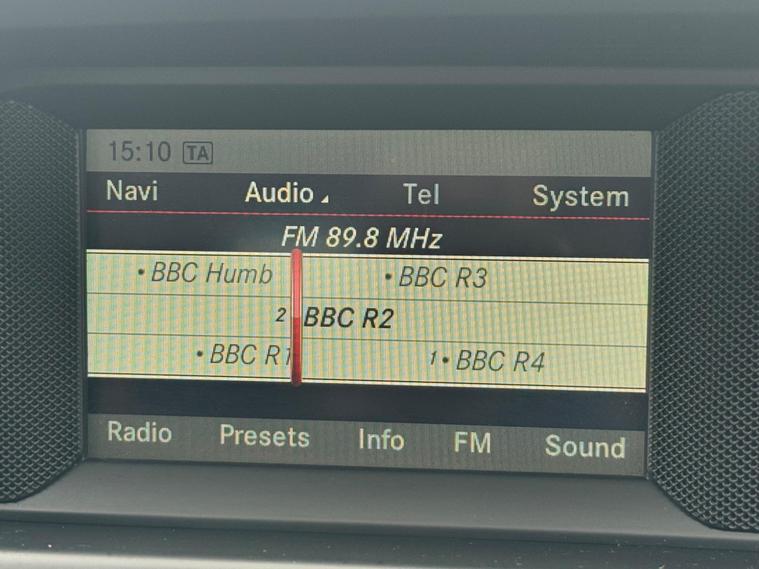 15:10 TA
Navi Audio Tel System
FM 89.8 MHz
•BBC Humb •BBC R3
2 BBC R2
•BBC R1 1•BBC R4
Radio Presets Info FM Sound